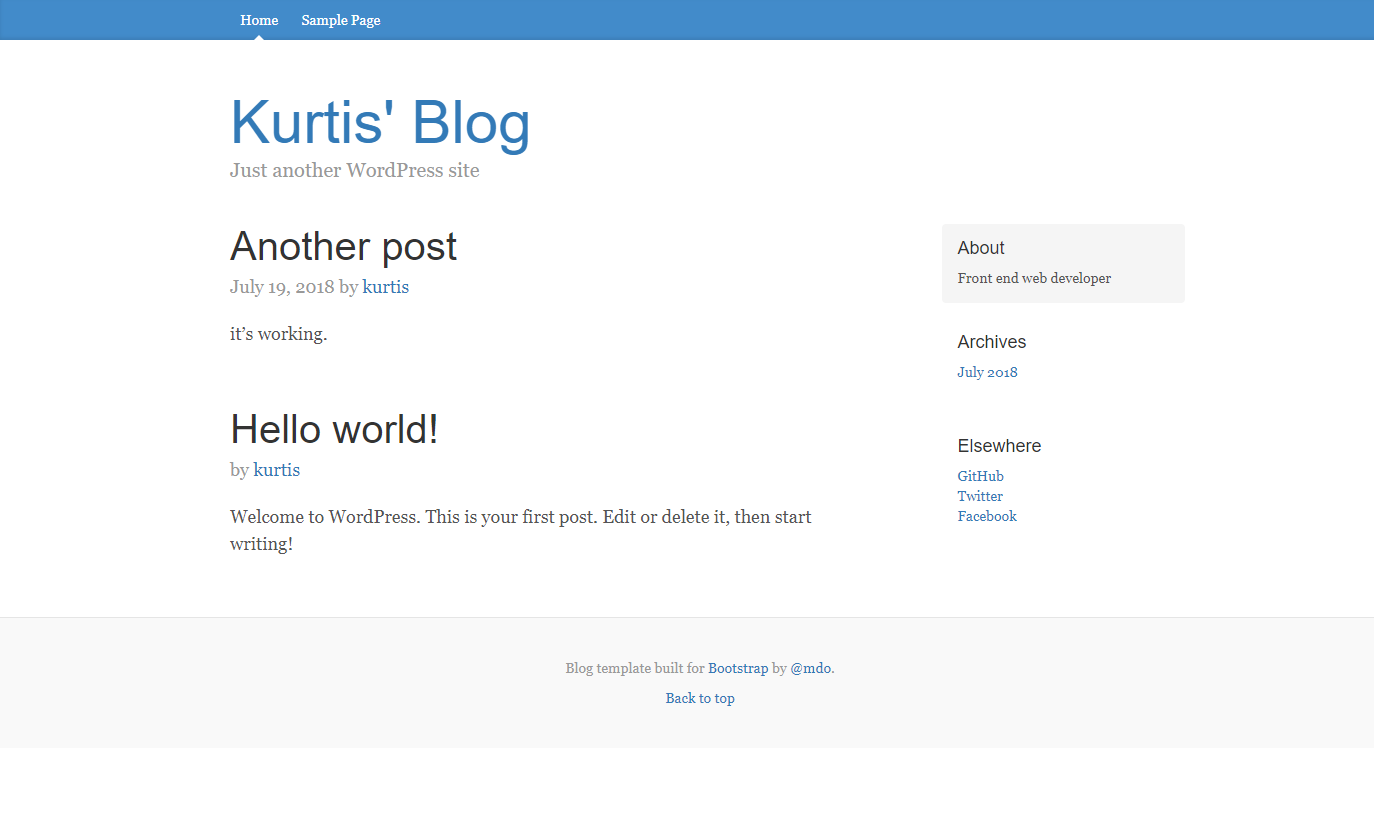 Home Sample Page
Kurtis' Blog
Just another WordPress site
Another post
July 19, 2018 by kurtis
it’s working.
Hello world!
by kurtis
Welcome to WordPress. This is your first post. Edit or delete it, then start
writing!
About
Front end web developer
Archives
July 2018
Elsewhere
GitHub
Twitter
Facebook
Blog template built for Bootstrap by @mdo.
Back to top